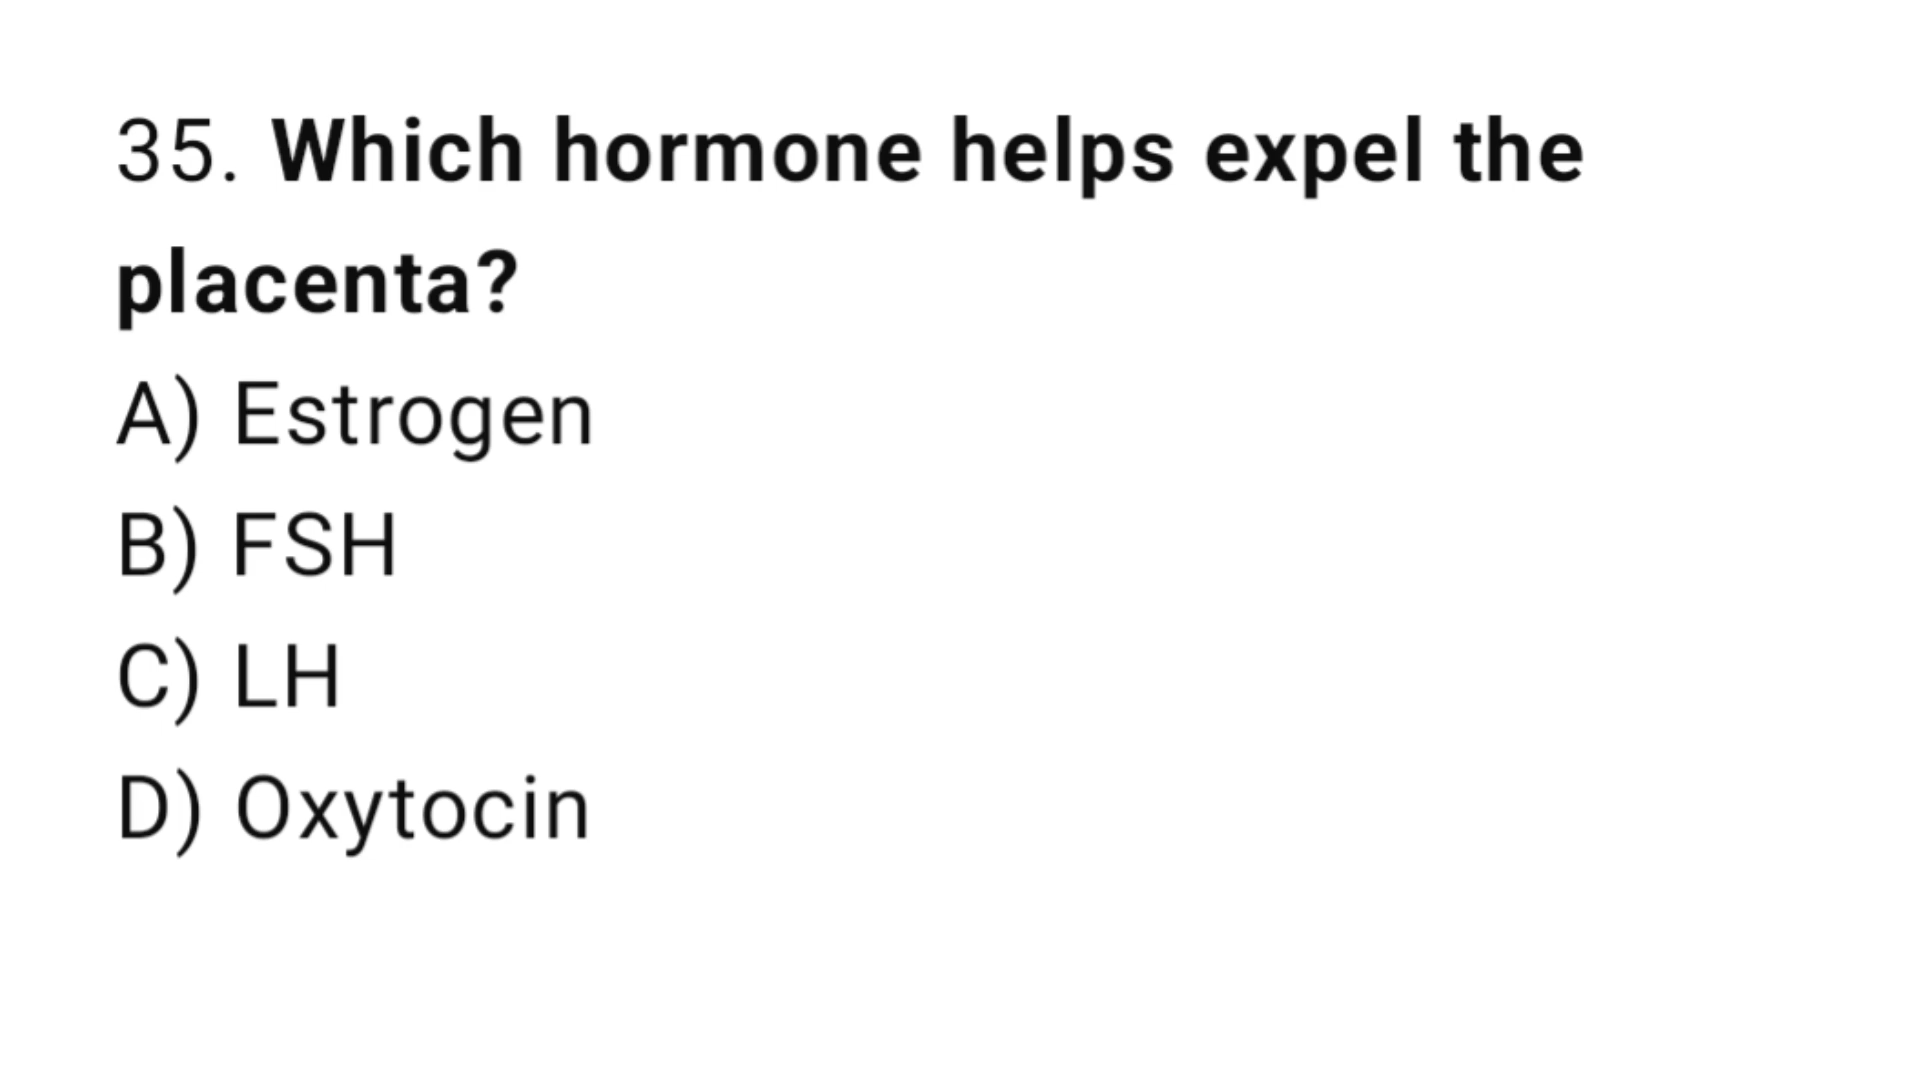 35. Which hormone helps expel the
placenta?
A) Estrogen
B) FSH
C) LH
D) Oxytocin